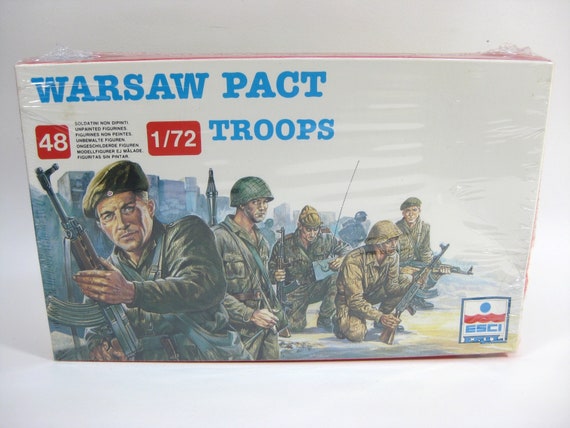 WARSAW PACT
TROOPS
48
SOLDATINI NON DIPINTI.
UNPAINTED FIGURINES.
FIGURINES NON PEINTES.
UNBEMALTE FIGUREN.
ONGESCHILDERDE FIGUREN.
MODELLFIGURER EJ MÅLADE.
FIGURITAS SIN PINTAR.
1/72
ESCI